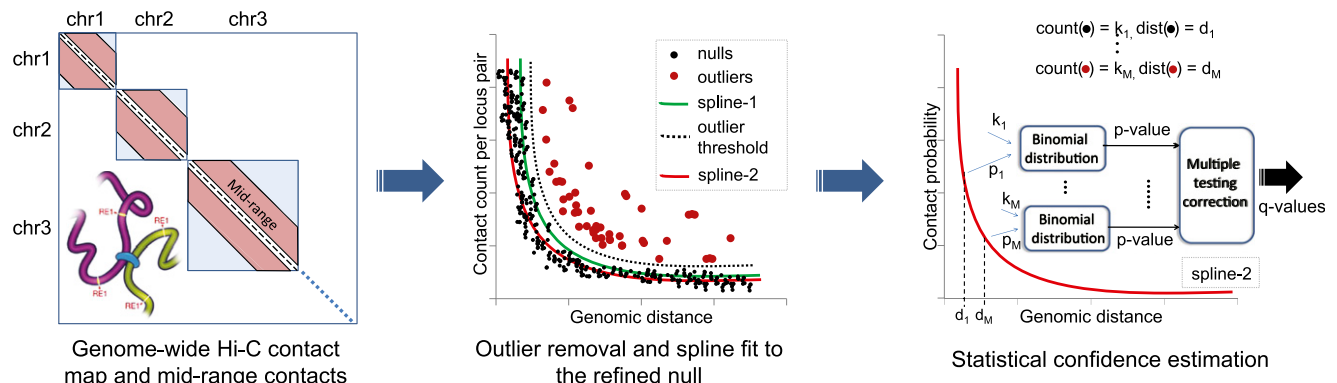 chr1 chr2 chr3
chr1
chr2
chr3
Mid-range
RE1
RE1
RE1
RE1
Genome-wide Hi-C contact
map and mid-range contacts
Contact count per locus pair
nulls
outliers
spline-1
outlier
threshold
spline-2
Genomic distance
Outlier removal and spline fit to
the refined null
count(●) = k1, dist(●) = d1
count(●) = kM, dist(●) = dM
Contact probability
k1
p1
Binomial
distribution
p-value
kM
pM
Binomial
distribution
p-value
Multiple
testing
correction
q-values
spline-2
d1 dM
Genomic distance
Statistical confidence estimation